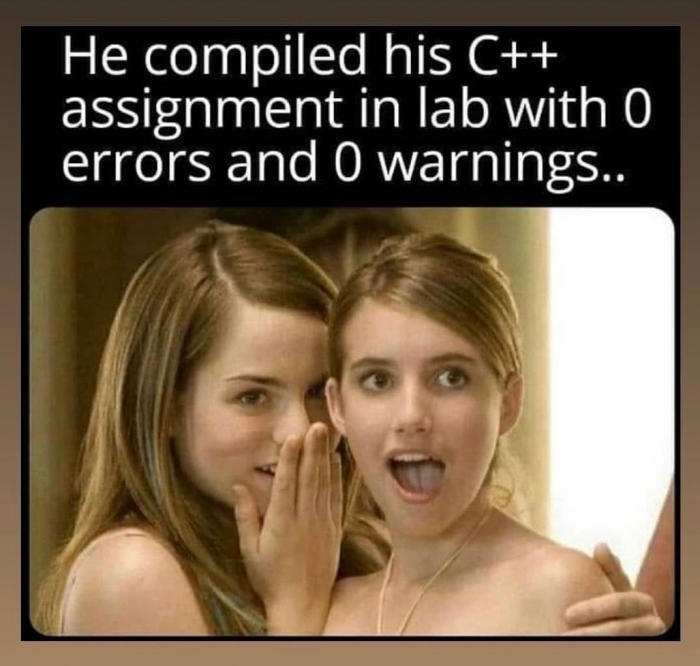 He compiled his C++
assignment in lab with 0
errors and 0 warnings..